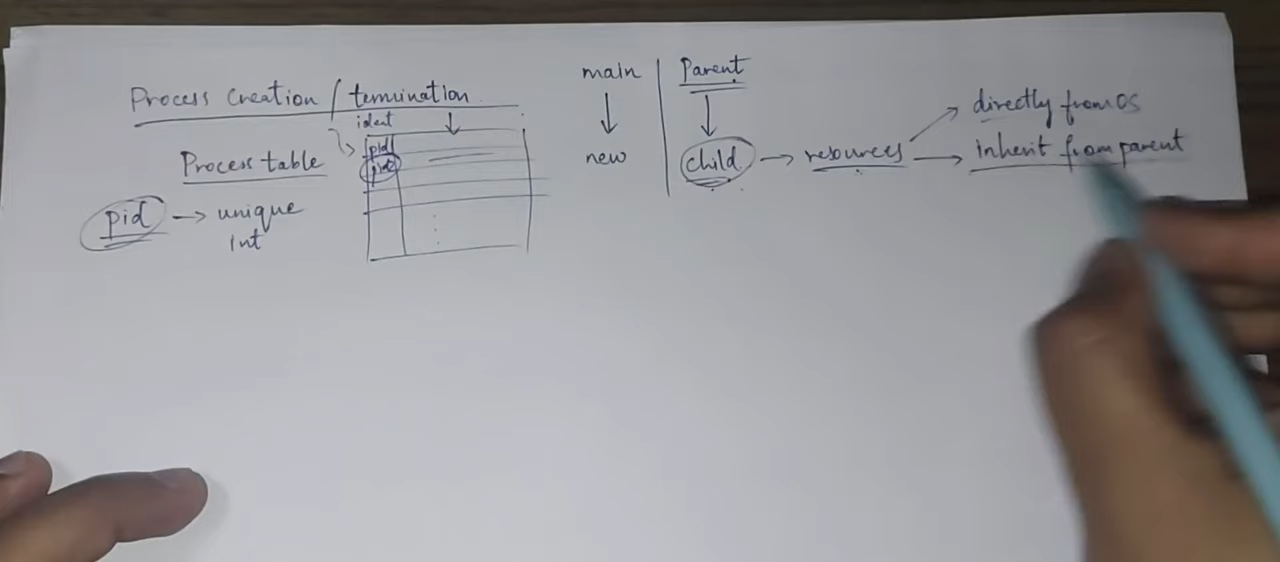 Process Creation / termination
ident
pid
pid
Process table
pid → unique
int
main
↓
new
Parent
↓
child → resources
→ directly from OS
→ inherit from parent